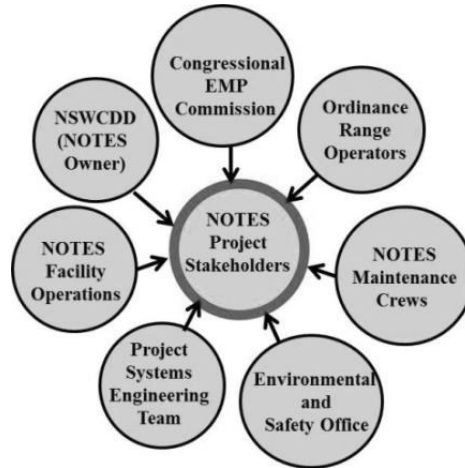 Congressional
EMP
Commission
Ordinance
Range
Operators
NOTES
Maintenance
Crews
Environmental
and
Safety Office
Project
Systems
Engineering
Team
NOTES
Facility
Operations
NSWCDD
(NOTES
Owner)
NOTES
Project
Stakeholders